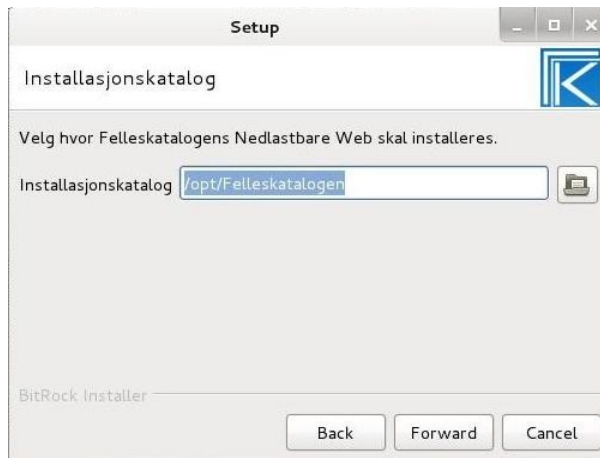 Setup
Installasjonskatalog
Velg hvor Felleskatalogens Nedlastbare Web skal installeres.
Installasjonskatalog /opt/Felleskatalogen
BitRock Installer
Back Forward Cancel